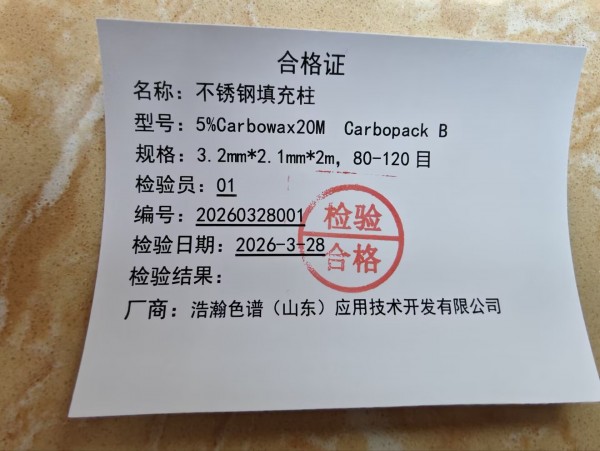 合格证
名称：不锈钢填充柱
型号：5%Carbowax20M Carbopack B
规格：3.2mm*2.1mm*2m，80-120 目
检验员：01
编号：20260328001
检验日期：2026-3-28
检验结果：
检验
合格
厂商：浩瀚色谱（山东）应用技术开发有限公司